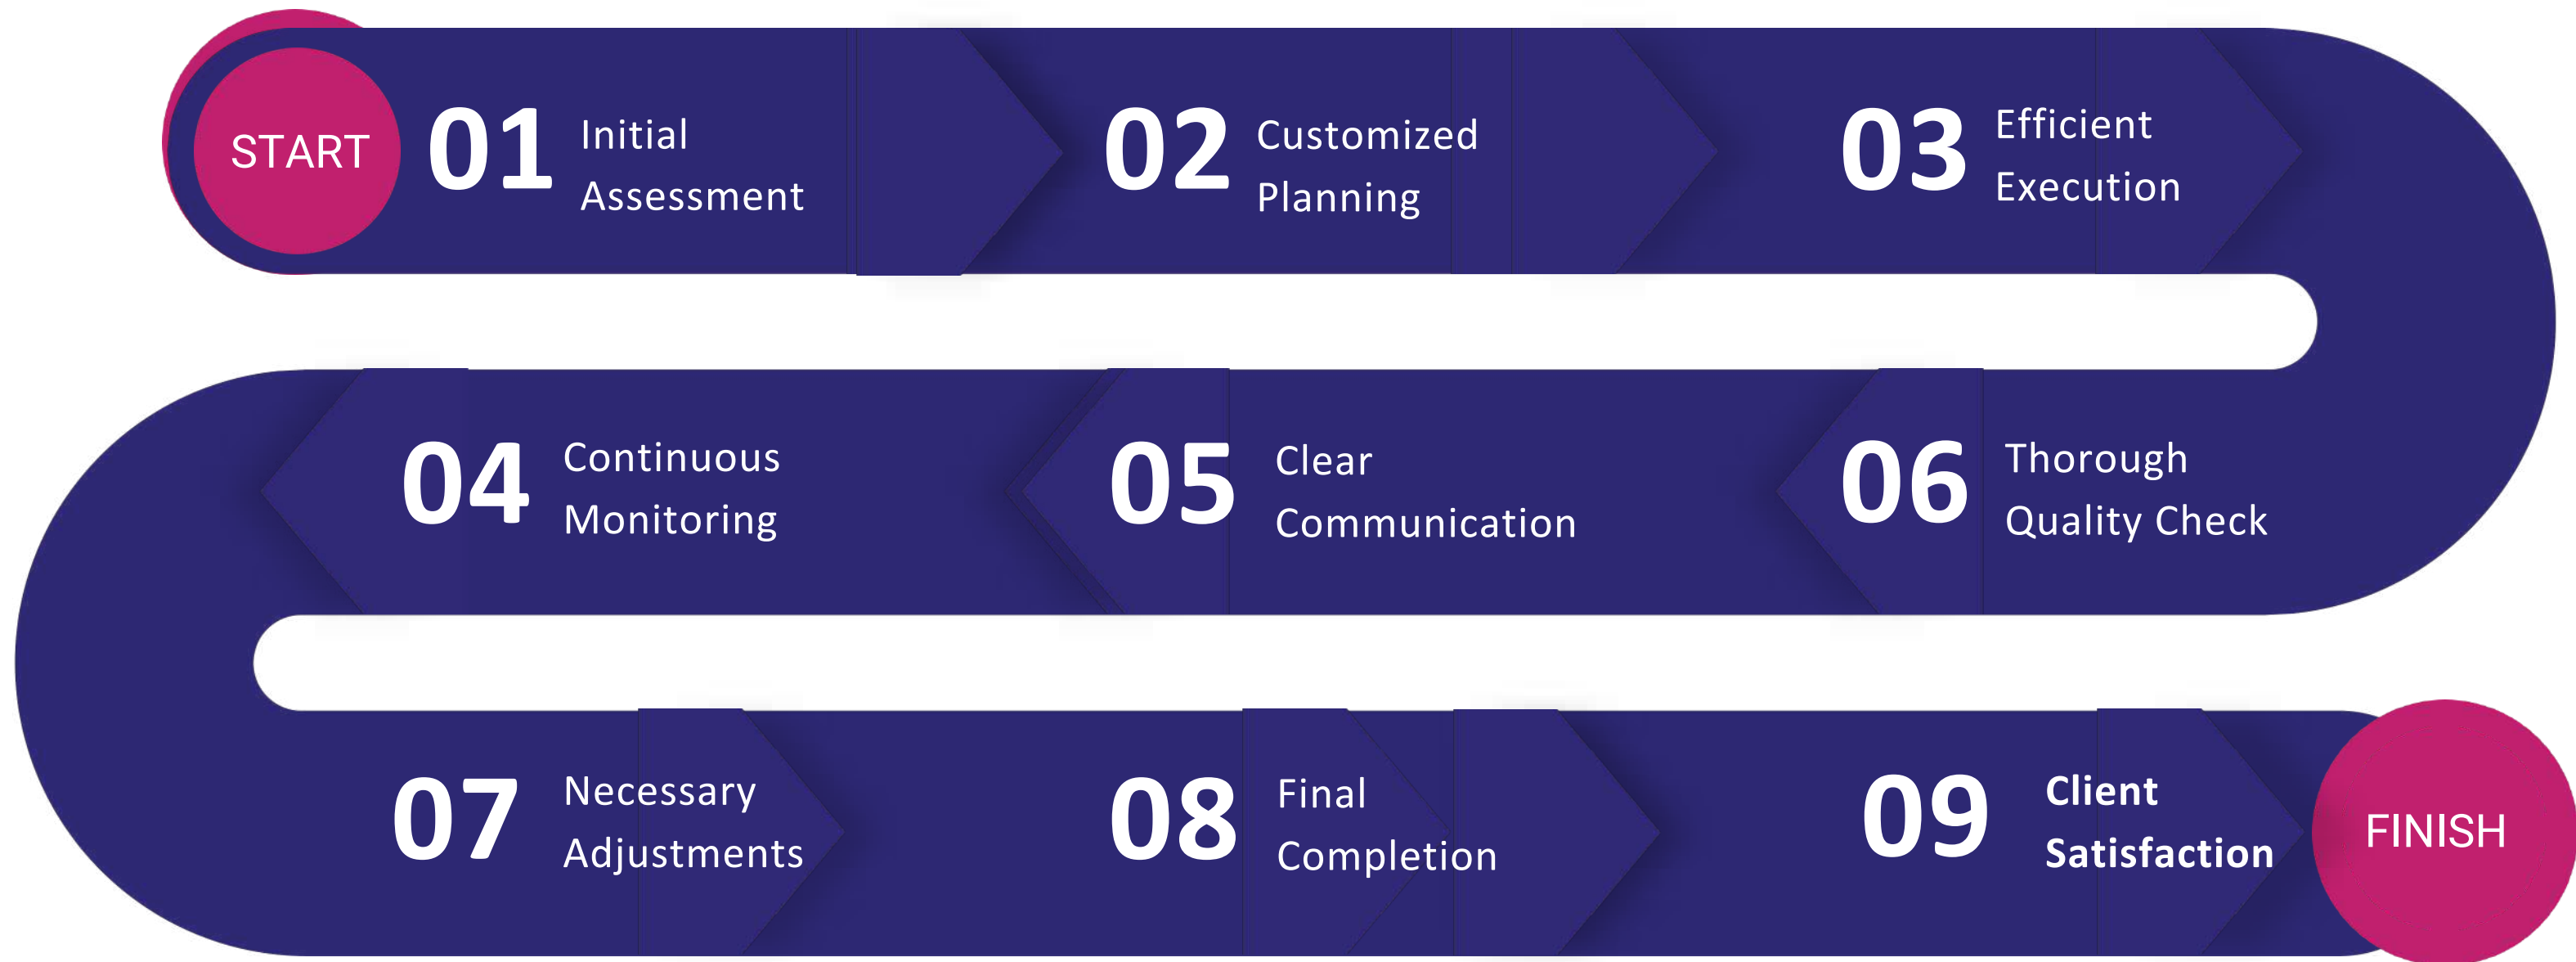 START
01
Initial
Assessment
02
Customized
Planning
03
Efficient
Execution
04
Continuous
Monitoring
05
Clear
Communication
06
Thorough
Quality Check
07
Necessary
Adjustments
08
Final
Completion
09
Client
Satisfaction
FINISH